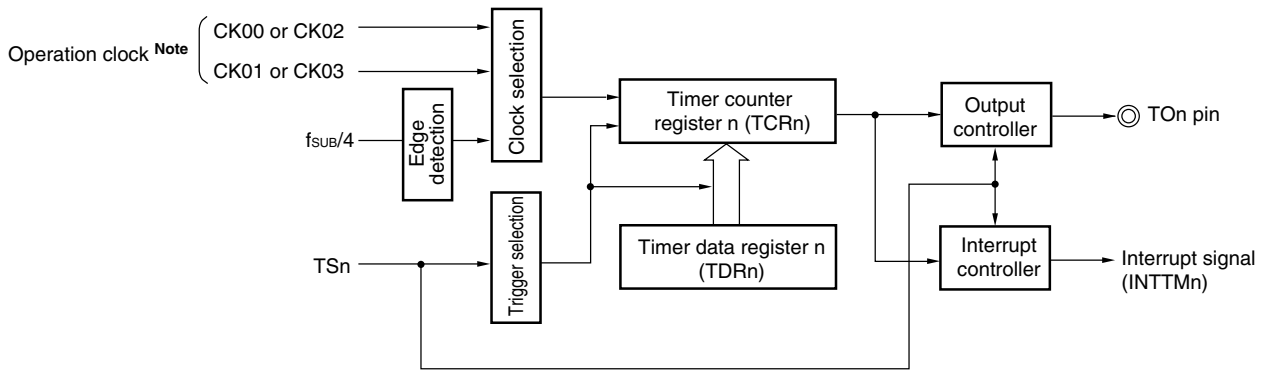 Operation clock Note
CK00 or CK02
CK01 or CK03
fSUB/4
Edge
detection
Clock selection
TSn
Trigger selection
Timer counter
register n (TCRn)
Timer data register n
(TDRn)
Output
controller
TOn pin
Interrupt
controller
Interrupt signal
(INTTMn)